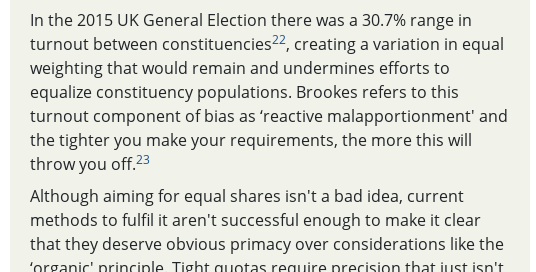 In the 2015 UK General Election there was a 30.7% range in
turnout between constituencies22, creating a variation in equal
weighting that would remain and undermines efforts to
equalize constituency populations. Brookes refers to this
turnout component of bias as ‘reactive malapportionment' and
the tighter you make your requirements, the more this will
throw you off.23
Although aiming for equal shares isn't a bad idea, current
methods to fulfil it aren't successful enough to make it clear
that they deserve obvious primacy over considerations like the
‘organic' principle. Tight quotas require precision that just isn't